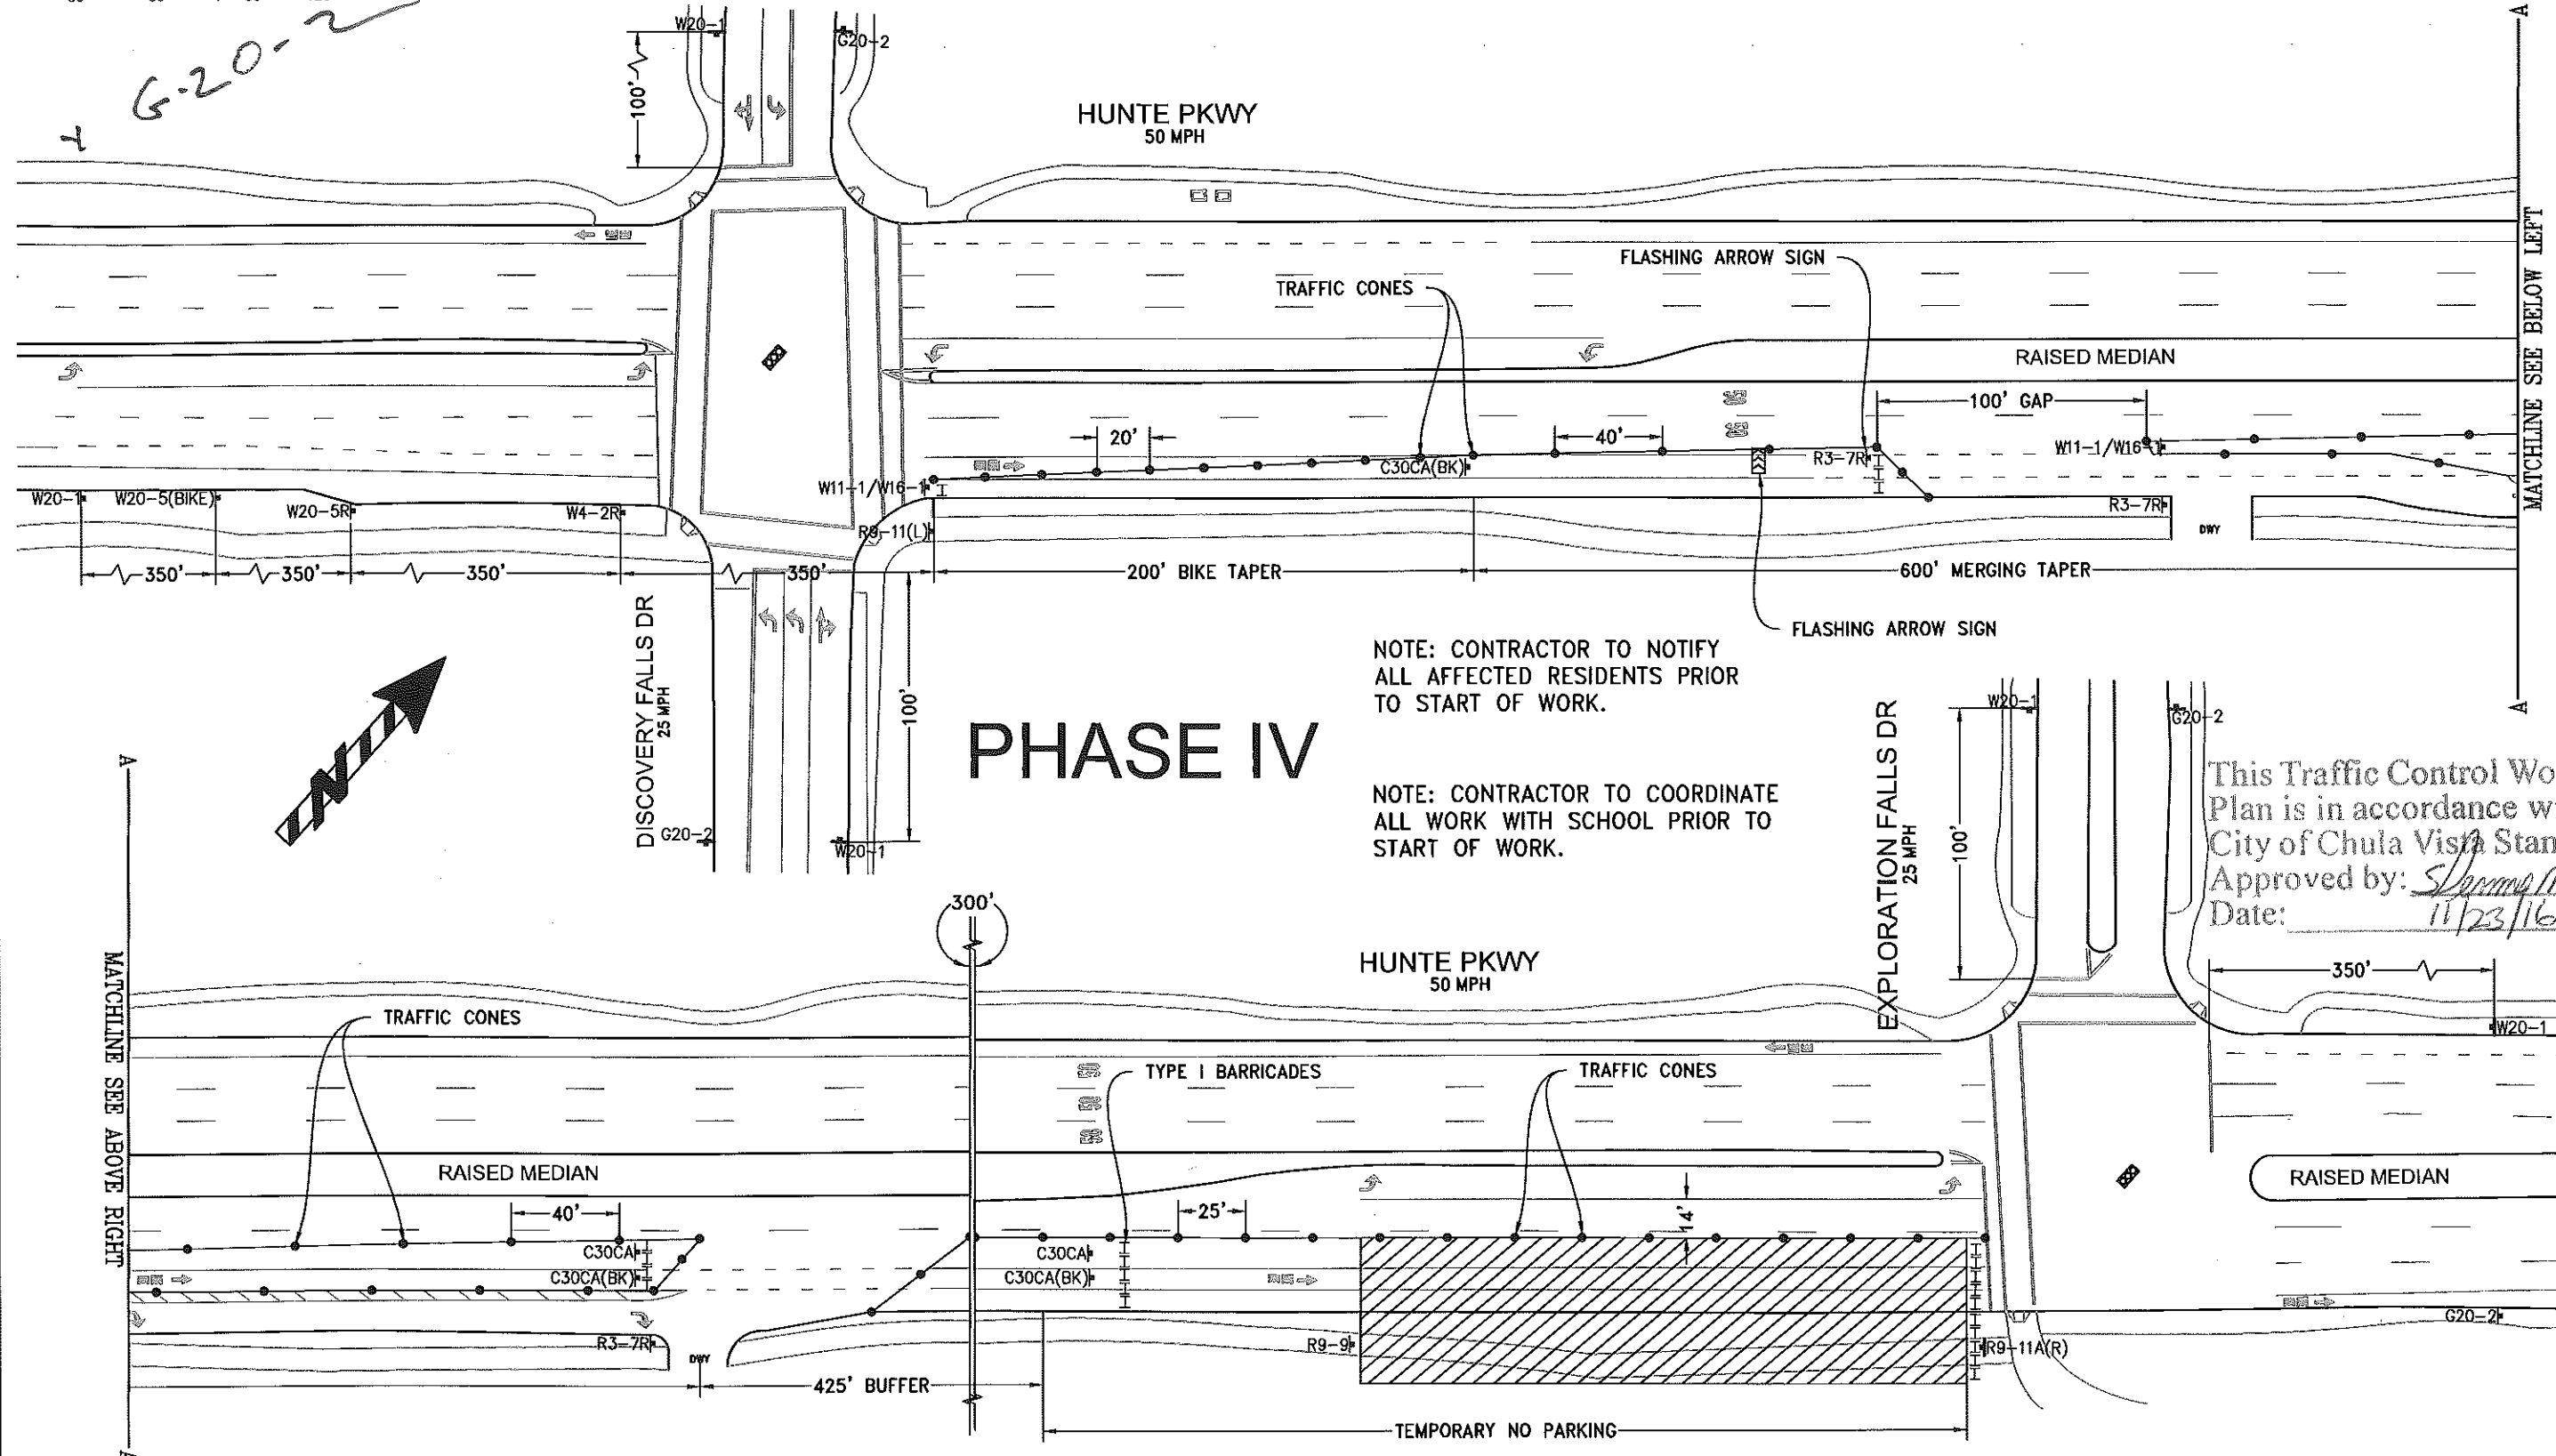 G-20-2
W20-1
G20-2
100'
HUNTE PKWY
50 MPH
FLASHING ARROW SIGN
TRAFFIC CONES
RAISED MEDIAN
100' GAP
20'
40'
C30CA(BK)
R3-7R
W11-1/W16-1
W11-1/W16-1
W20-1
W20-5(BIKE)
W20-5R
W4-2R
R9-11(L)
R3-7R
DWY
350'
350'
350'
350'
200' BIKE TAPER
600' MERGING TAPER
FLASHING ARROW SIGN
A
MATCHLINE SEE BELOW LEFT
A
N
DISCOVERY FALLS DR
25 MPH
100'
G20-2
W20-1
PHASE IV
NOTE: CONTRACTOR TO NOTIFY
ALL AFFECTED RESIDENTS PRIOR
TO START OF WORK.
NOTE: CONTRACTOR TO COORDINATE
ALL WORK WITH SCHOOL PRIOR TO
START OF WORK.
EXPLORATION FALLS DR
25 MPH
W20-1
G20-2
100'
This Traffic Control Wo
Plan is in accordance w
City of Chula Vista Stan
Approved by:
Date: 11/23/16
350'
W20-1
A
MATCHLINE SEE ABOVE RIGHT
300'
HUNTE PKWY
50 MPH
TRAFFIC CONES
TYPE I BARRICADES
TRAFFIC CONES
RAISED MEDIAN
RAISED MEDIAN
40'
25'
14'
C30CA
C30CA(BK)
C30CA
C30CA(BK)
R3-7R
DWY
R9-9
R9-11A(R)
G20-2
425' BUFFER
TEMPORARY NO PARKING